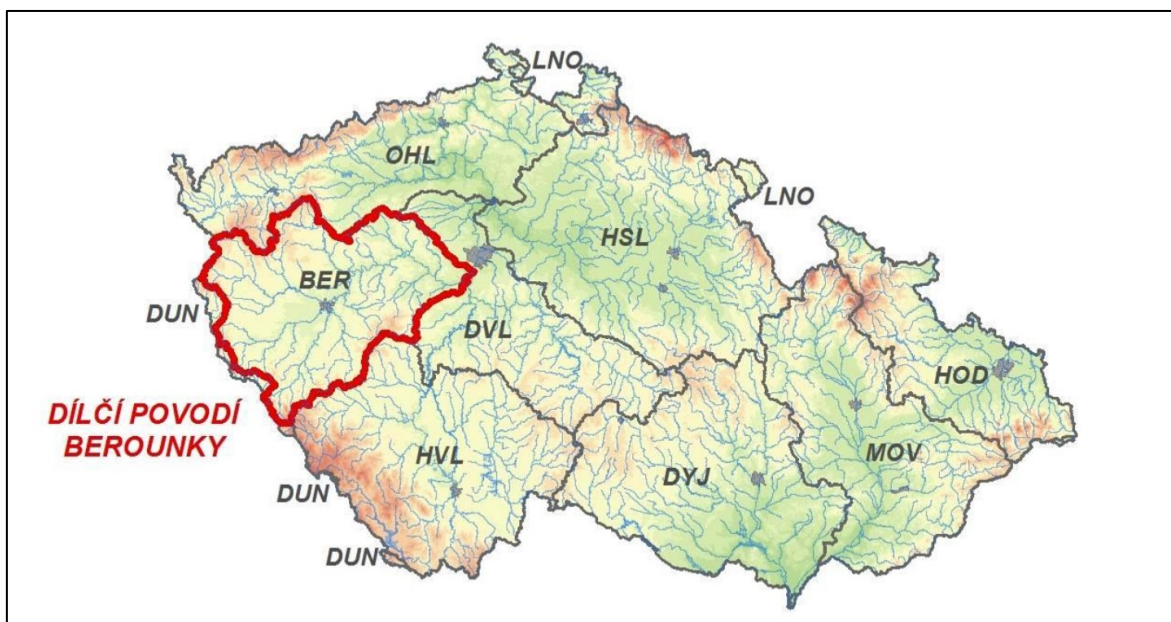 LNO
OHL
LNO
HSL
BER
DUN
DVL
HOD
DÍLČÍ POVODÍ
BEROUNKY
MOV
HVL
DYJ
DUN
DUN